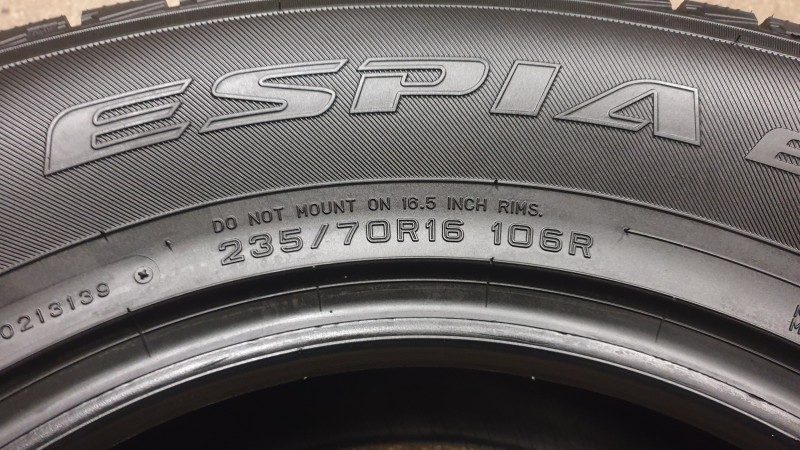 ESPIA
DO NOT MOUNT ON 16.5 INCH RIMS.
235/70R16 106R
0213139